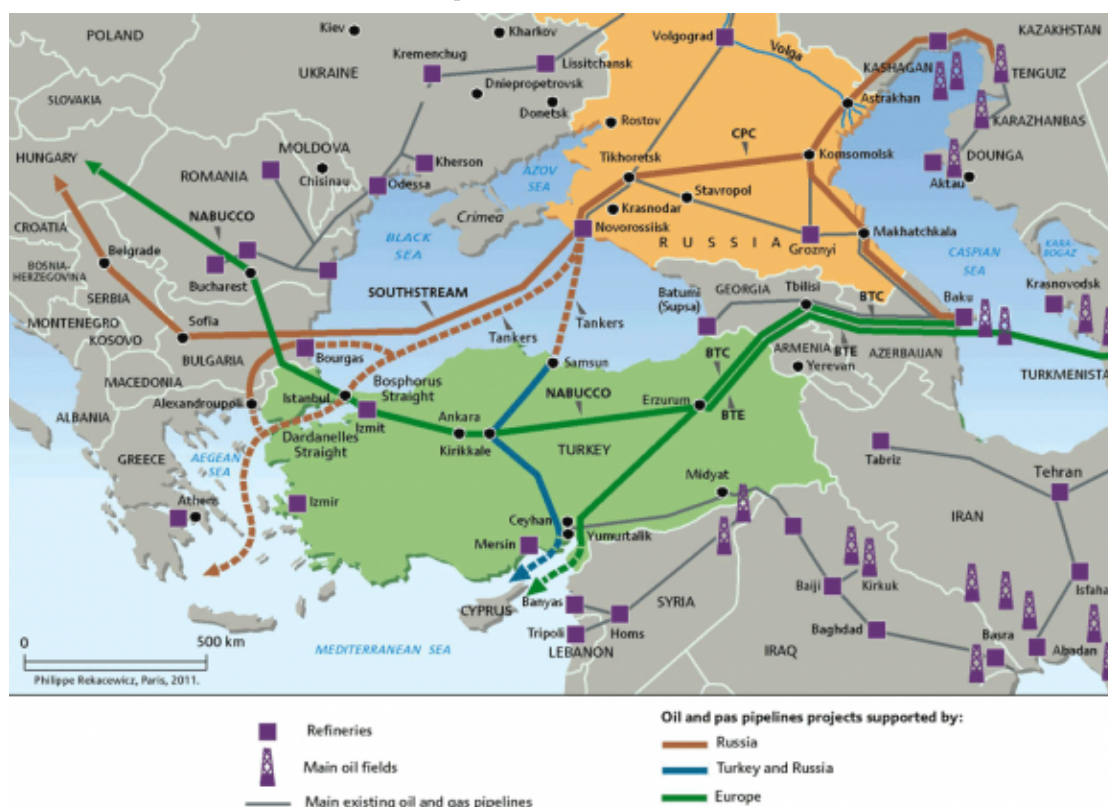 POLAND
Kiev
Kharkov
Volgograd
Volga
KAZAKHSTAN
Kremenchug
UKRAINE
Lissitchansk
KASHAGAN
TENGUIZ
SLOVAKIA
Dniepropetrovsk
Donetsk
Astrakhan
Rostov
KARAZHBANBAS
CPC
HUNGARY
MOLDOVA
Chisinau
ROMANIA
Kherson
Odessa
AZOV
SEA
Tikhoretsk
Komsomolsk
DOUNGA
Aktau
Stavropol
Krasnodar
Crimea
NABUCCO
CROATIA
Novorossiisk
RUSSIA
Groznyi
Makhatchkala
BLACK
SEA
Belgrade
BOSNIA-
HERZEGOVINA
CASPIAN
SEA
KARA-
BOGAZ
Bucharest
SERBIA
SOUTHSTREAM
Batumi
(Supsa)
GEORGIA
Tbilisi
BTC
Baku
Krasnovodsk
MONTENEGRO
KOSOVO
Sofia
BULGARIA
Tankers
Tankers
Bourgas
Samsun
ARMENIA
BTE
AZERBAIJAN
Yerevan
TURKMENISTA
MACEDONIA
Bosphorus
Straight
BTC
ALBANIA
Alexandroupoli
Istanbul
NABUCCO
Erzurum
BTE
Izmit
Ankara
Kirikkale
TURKEY
Dardanelles
Straight
GREECE
AEGEAN
SEA
Tabriz
Tehran
Midyat
Athens
Izmir
Ceyhan
Yumurtalik
Mersin
IRAN
Baiji
Kirkuk
Isfaha
CYPRUS
Banyas
SYRIA
Tripoli
Homs
Baghdad
LEBANON
IRAQ
Basra
Abadan
MEDITERRANEAN SEA
0
500 km
Philippe Rekacewicz, Paris, 2011.
Refineries
Main oil fields
Main existing oil and gas pipelines
Oil and pas pipelines projects supported by:
Russia
Turkey and Russia
Europe